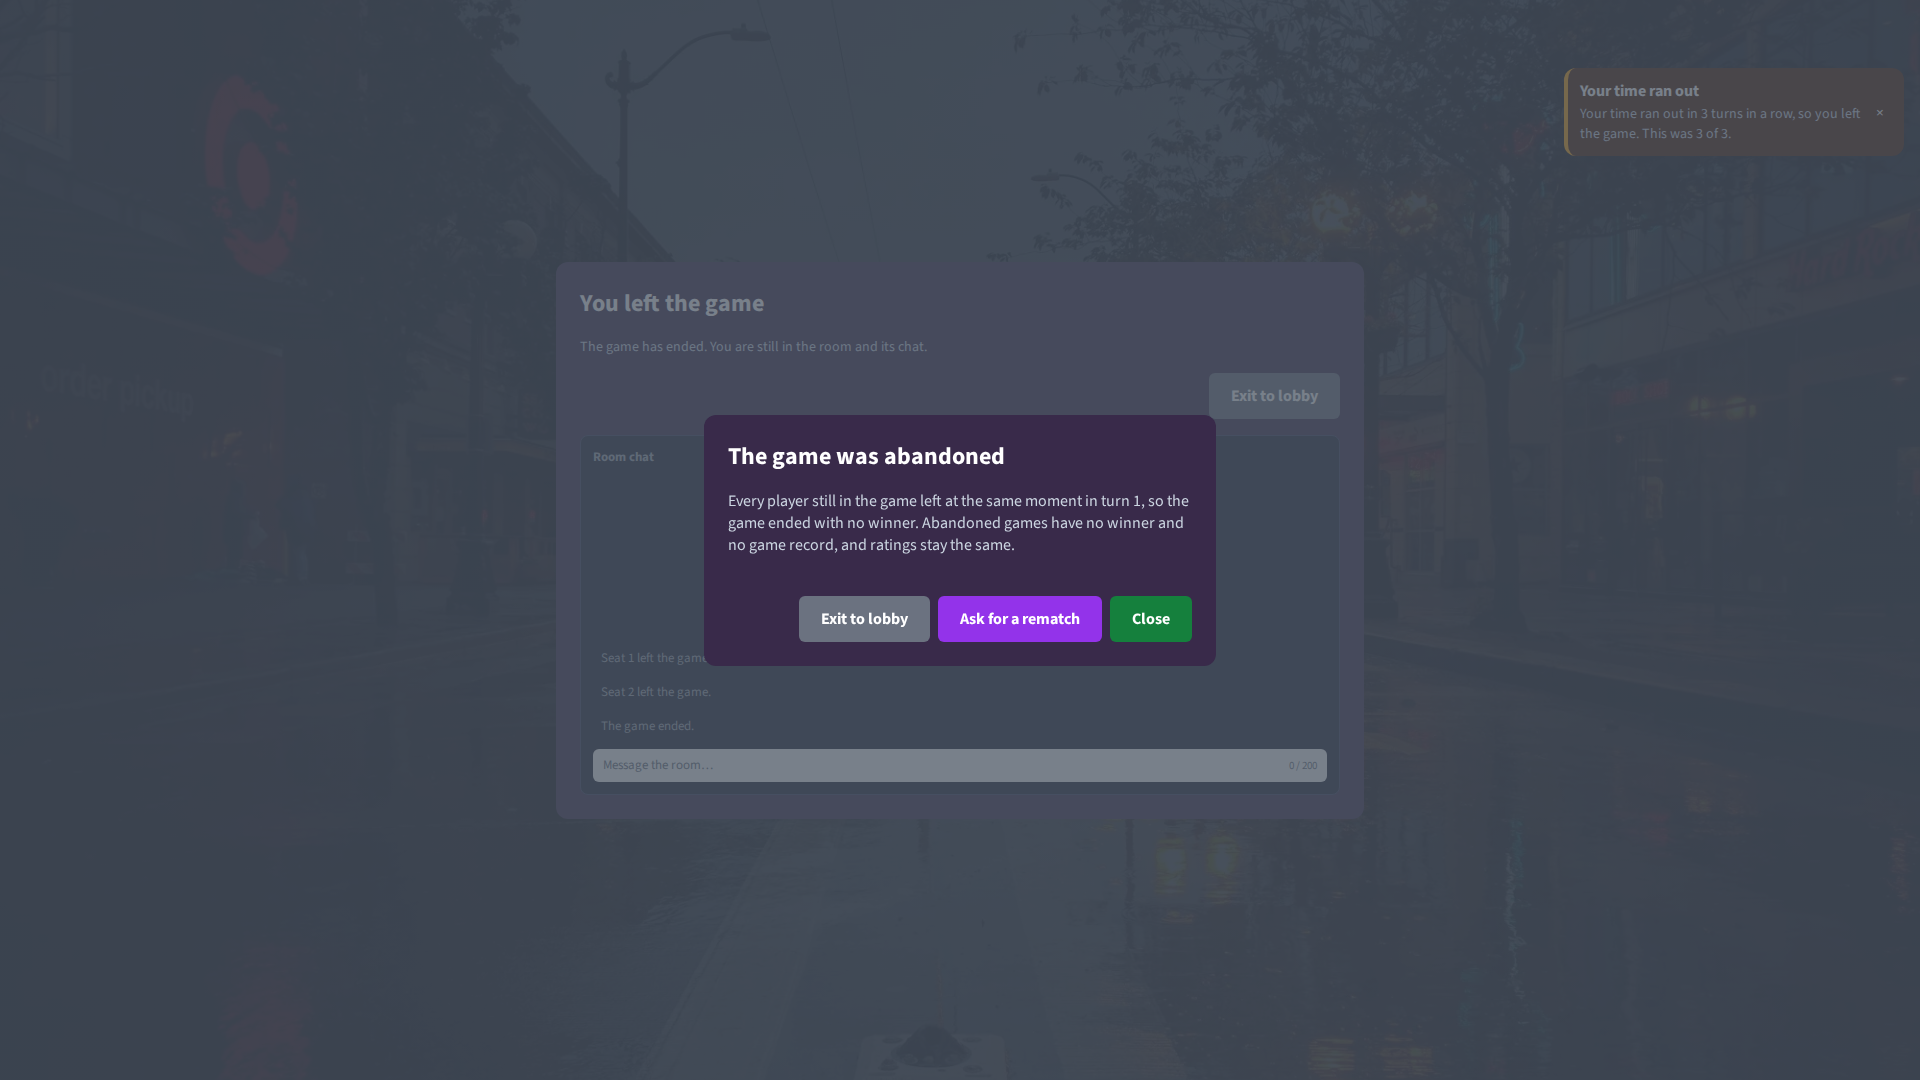 Your time ran out
Your time ran out in 3 turns in a row, so you left
the game. This was 3 of 3.
×
You left the game
The game has ended. You are still in the room and its chat.
Exit to lobby
Room chat
The game was abandoned
Every player still in the game left at the same moment in turn 1, so the
game ended with no winner. Abandoned games have no winner and
no game record, and ratings stay the same.
Exit to lobby
Ask for a rematch
Close
Seat 1 left the game
Seat 2 left the game.
The game ended.
Message the room…
0 / 200
order pickup